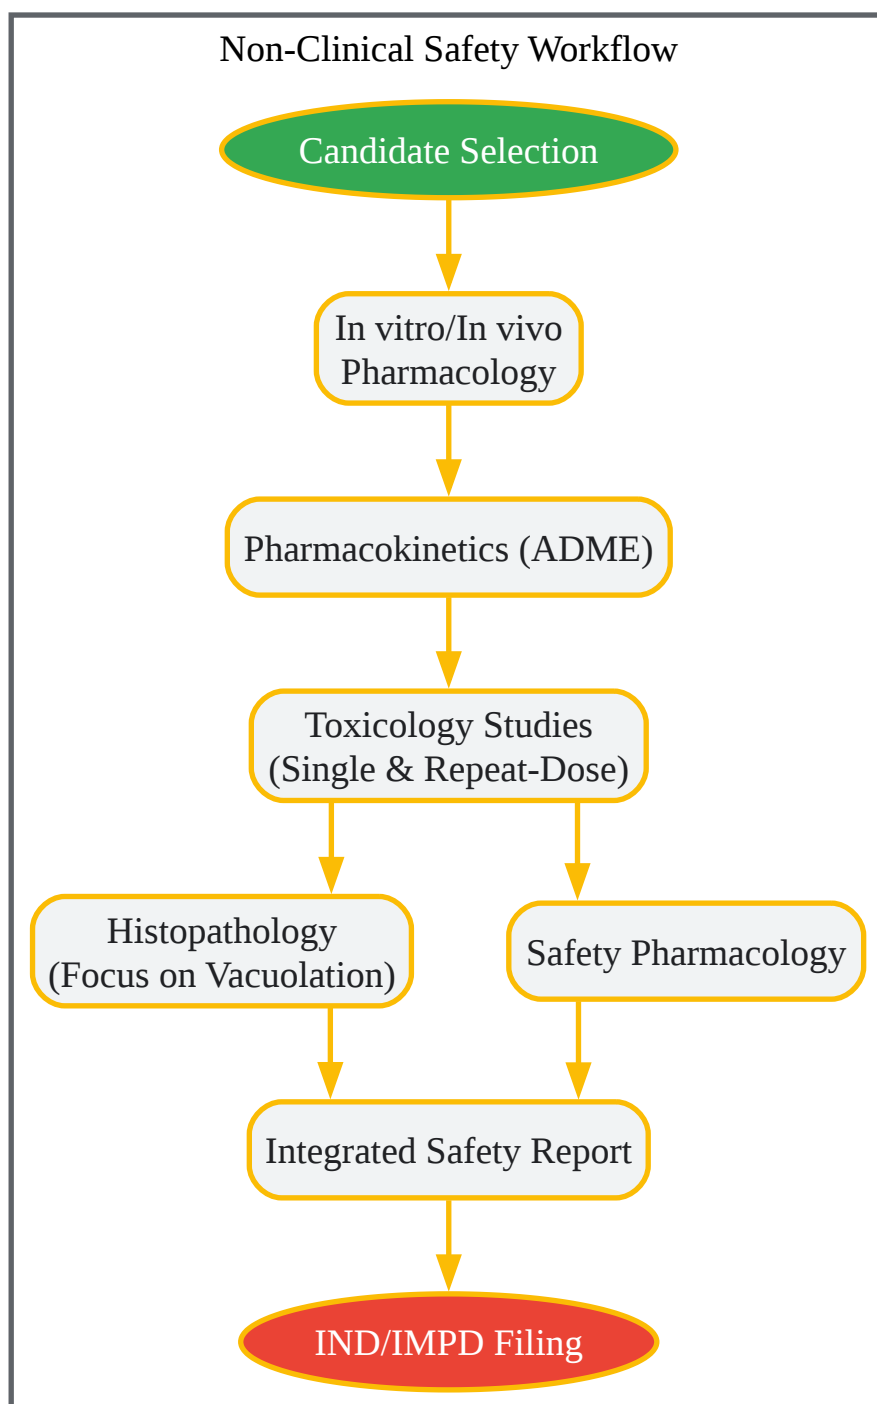 Non-Clinical Safety Workflow
Candidate Selection
In vitro/In vivo
Pharmacology
Pharmacokinetics (ADME)
Toxicology Studies
(Single & Repeat-Dose)
Histopathology
(Focus on Vacuolation)
Safety Pharmacology
Integrated Safety Report
IND/IMPD Filing